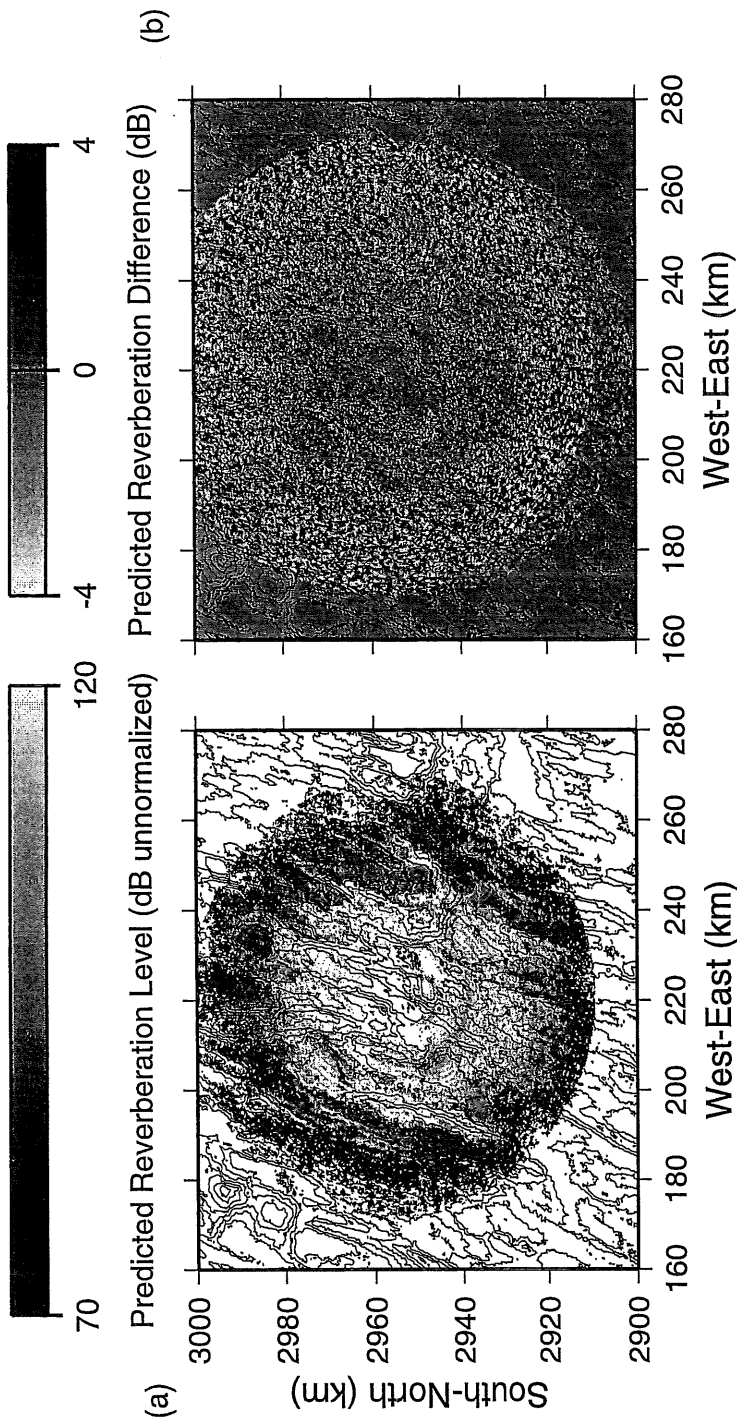 70 120
Predicted Reverberation Level (dB unnormalized)
(a)
3000
2980
2960
2940
2920
2900
South-North (km)
160 180 200 220 240 260 280
West-East (km)
-4 0 4
Predicted Reverberation Difference (dB)
(b)
160 180 200 220 240 260 280
West-East (km)